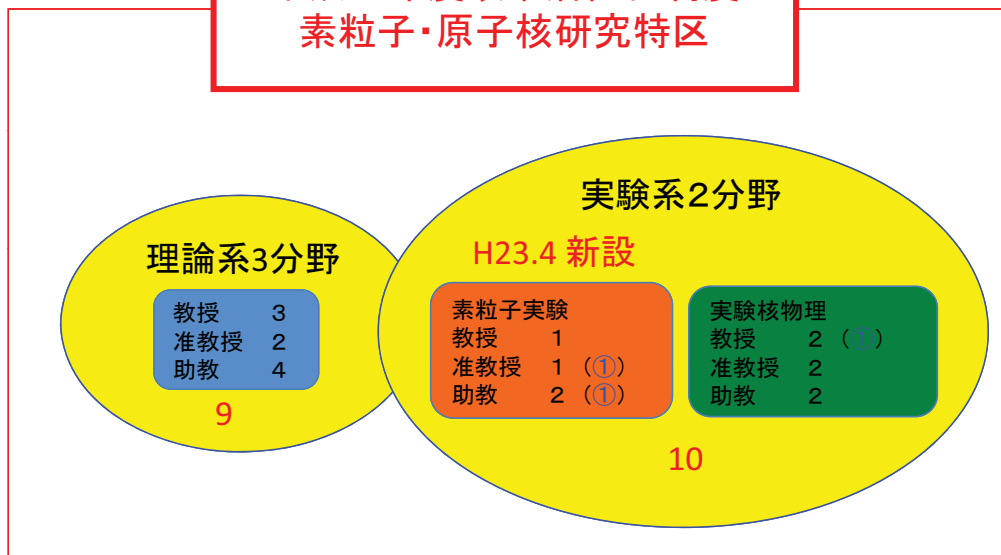 素粒子・原子核研究特区
実験系2分野
理論系3分野
H23.4 新設
教授 3
准教授 2
助教 4
素粒子実験
教授 1
准教授 1 (①)
助教 2 (①)
実験核物理
教授 2 (①)
准教授 2
助教 2
9
10